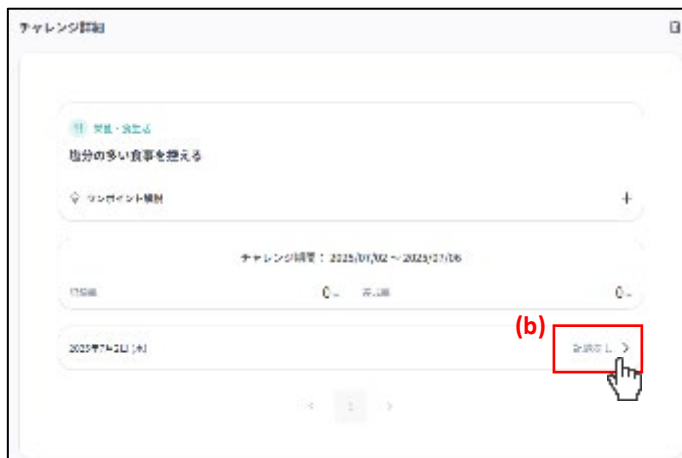 チャレンジ詳細
栄養・食生活
塩分の多い食事を控える
ワンポイント解説
チャレンジ期間：2025/07/02 ～ 2025/07/06
0
0
(b)
2025年7月2日(水)
記録なし
1